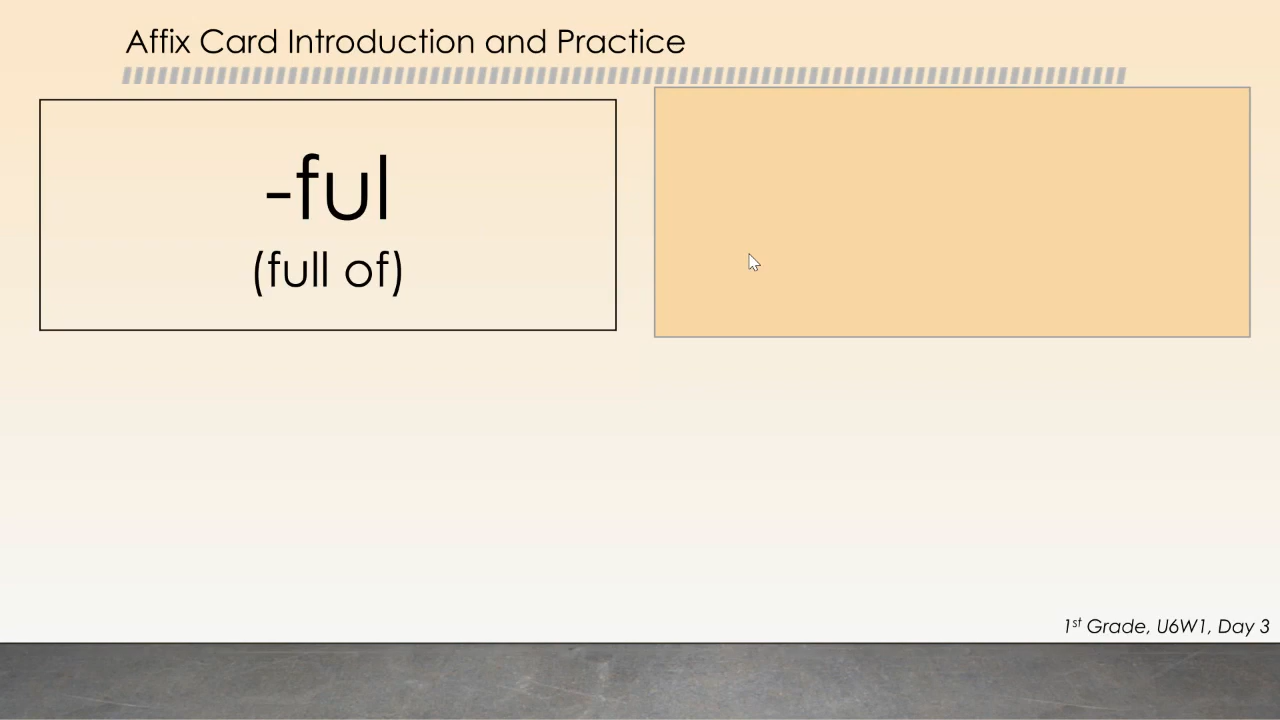 Affix Card Introduction and Practice
-ful
(full of)
1st Grade, U6W1, Day 3